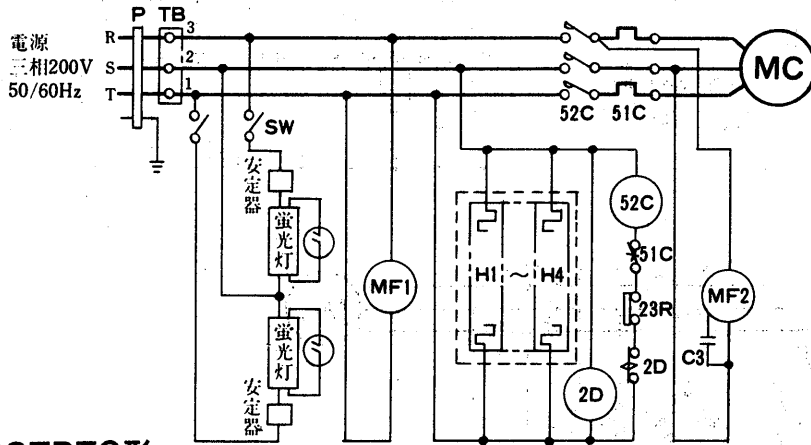 P TB
電源
三相200V
50/60Hz
R
S
T
3
2
1
SW
安定器
蛍光灯
蛍光灯
安定器
MF1
52C
51C
MC
H1 ~ H4
2D
52C
51C
23R
2D
MF2
C3